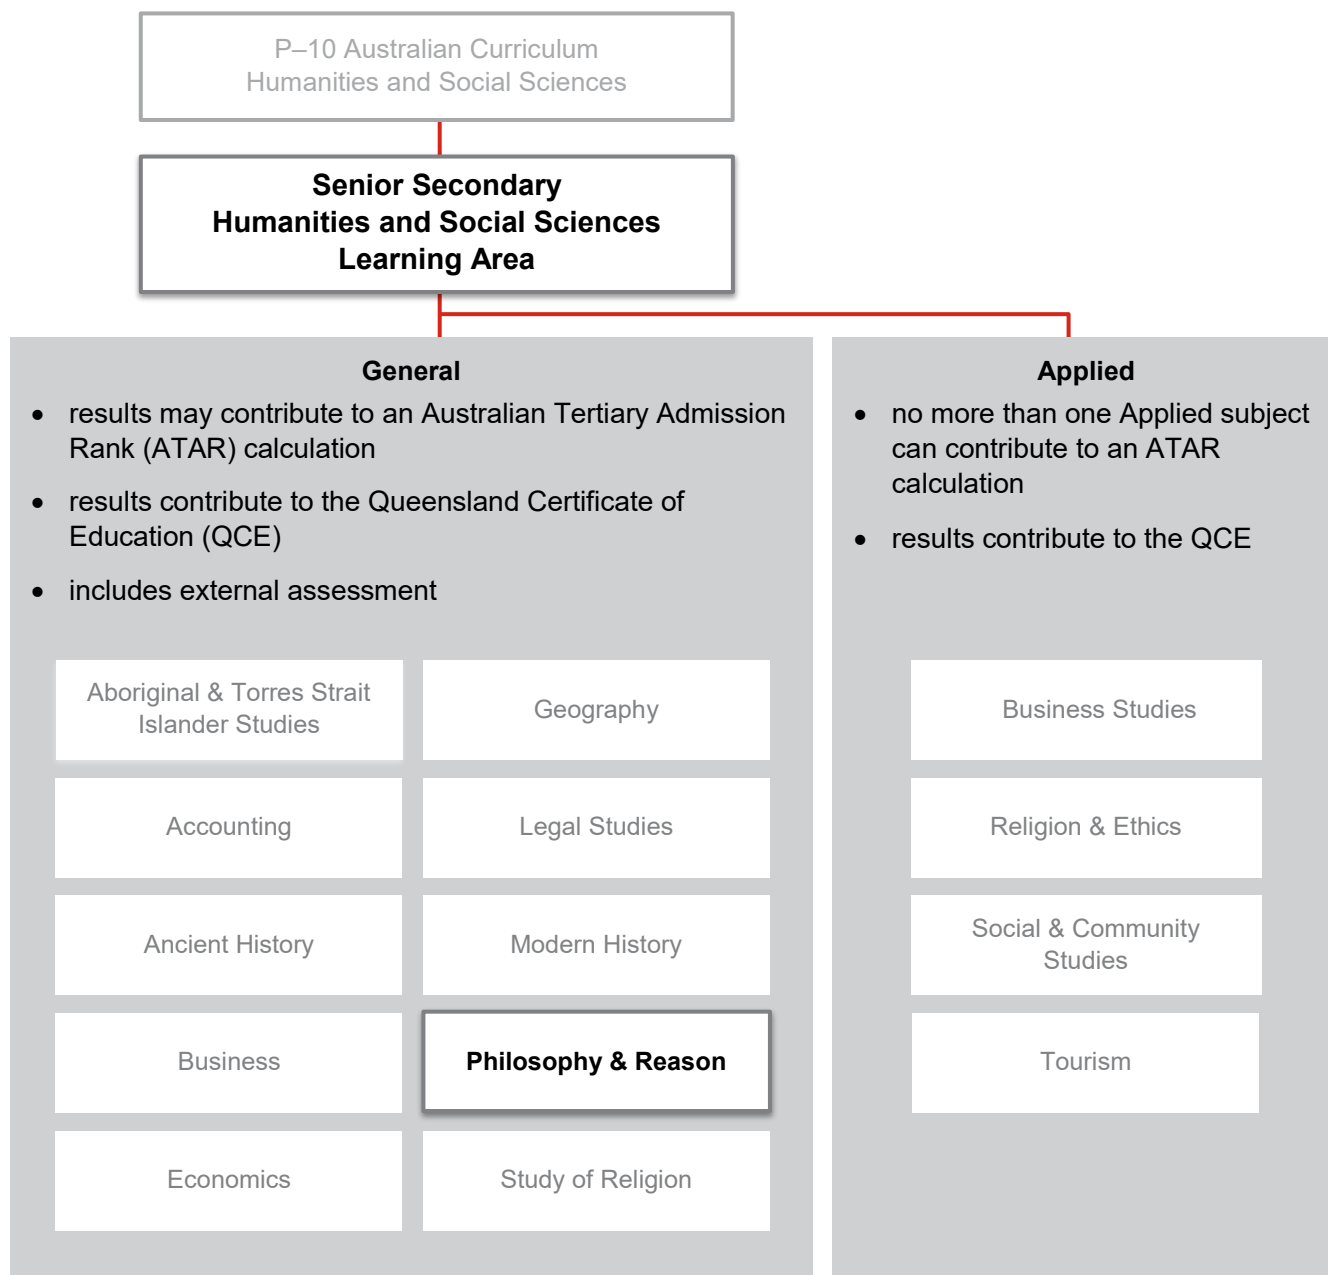 P–10 Australian Curriculum
Humanities and Social Sciences
Senior Secondary
Humanities and Social Sciences
Learning Area
General
• results may contribute to an Australian Tertiary Admission
Rank (ATAR) calculation
• results contribute to the Queensland Certificate of
Education (QCE)
• includes external assessment
Aboriginal & Torres Strait
Islander Studies
Geography
Accounting
Legal Studies
Ancient History
Modern History
Business
Philosophy & Reason
Economics
Study of Religion
Applied
• no more than one Applied subject
can contribute to an ATAR
calculation
• results contribute to the QCE
Business Studies
Religion & Ethics
Social & Community
Studies
Tourism